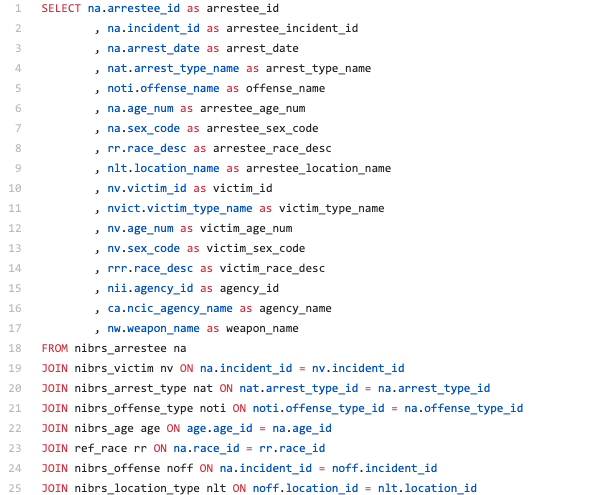 1 SELECT na.arrestee_id as arrestee_id
2 , na.incident_id as arrestee_incident_id
3 , na.arrest_date as arrest_date
4 , nat.arrest_type_name as arrest_type_name
5 , noti.offense_name as offense_name
6 , na.age_num as arrestee_age_num
7 , na.sex_code as arrestee_sex_code
8 , rr.race_desc as arrestee_race_desc
9 , nlt.location_name as arrestee_location_name
10 , nv.victim_id as victim_id
11 , nvict.victim_type_name as victim_type_name
12 , nv.age_num as victim_age_num
13 , nv.sex_code as victim_sex_code
14 , rrr.race_desc as victim_race_desc
15 , nii.agency_id as agency_id
16 , ca.ncic_agency_name as agency_name
17 , nw.weapon_name as weapon_name
18 FROM nibrs_arrestee na
19 JOIN nibrs_victim nv ON na.incident_id = nv.incident_id
20 JOIN nibrs_arrest_type nat ON nat.arrest_type_id = na.arrest_type_id
21 JOIN nibrs_offense_type noti ON noti.offense_type_id = na.offense_type_id
22 JOIN nibrs_age age ON age.age_id = na.age_id
23 JOIN ref_race rr ON na.race_id = rr.race_id
24 JOIN nibrs_offense noff ON na.incident_id = noff.incident_id
25 JOIN nibrs_location_type nlt ON noff.location_id = nlt.location_id